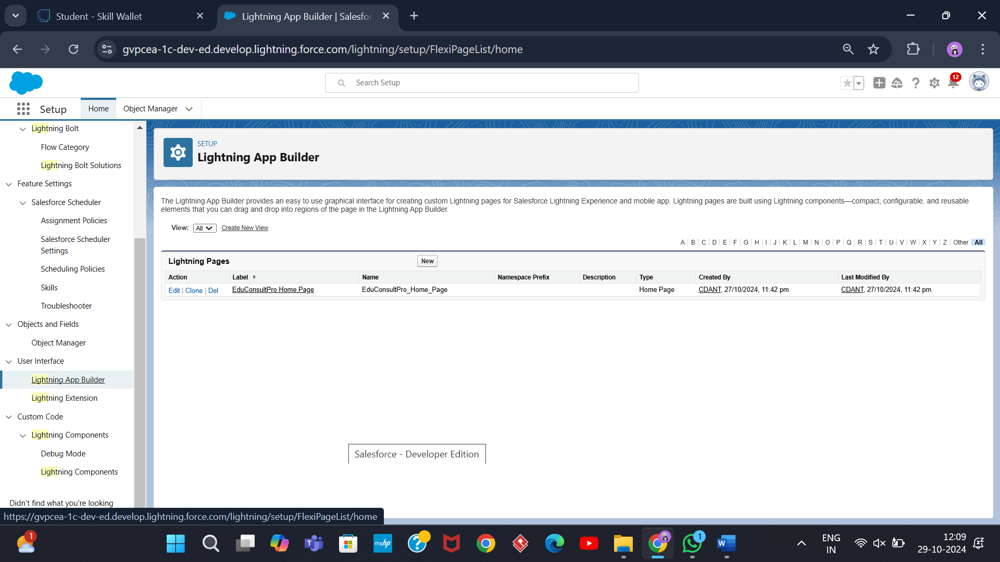 Student - Skill Wallet
Lightning App Builder | Salesfor
gvpcea-1c-dev-ed.develop.lightning.force.com/lightning/setup/FlexiPageList/home
Search Setup
12
Setup
Home
Object Manager
Lightning Bolt
Flow Category
Lightning Bolt Solutions
Feature Settings
Salesforce Scheduler
Assignment Policies
Salesforce Scheduler
Settings
Scheduling Policies
Skills
Troubleshooter
Objects and Fields
Object Manager
User Interface
Lightning App Builder
Lightning Extension
Custom Code
Lightning Components
Debug Mode
Lightning Components
Didn't find what you're looking
SETUP
Lightning App Builder
The Lightning App Builder provides an easy to use graphical interface for creating custom Lightning pages for Salesforce Lightning Experience and mobile app. Lightning pages are built using Lightning components—compact, configurable, and reusable
elements that you can drag and drop into regions of the page in the Lightning App Builder.
View: All Create New View
A | B | C | D | E | F | G | H | I | J | K | L | M | N | O | P | Q | R | S | T | U | V | W | X | Y | Z | Other All
Lightning Pages New
Action Label Name Namespace Prefix Description Type Created By Last Modified By
Edit | Clone | Del EduConsultPro Home Page EduConsultPro_Home_Page Home Page CDANT, 27/10/2024, 11:42 pm CDANT, 27/10/2024, 11:42 pm
Salesforce - Developer Edition
https://gvpcea-1c-dev-ed.develop.lightning.force.com/lightning/setup/FlexiPageList/home
1
T
myhp
?
1
W
ENG
IN
12:09
29-10-2024